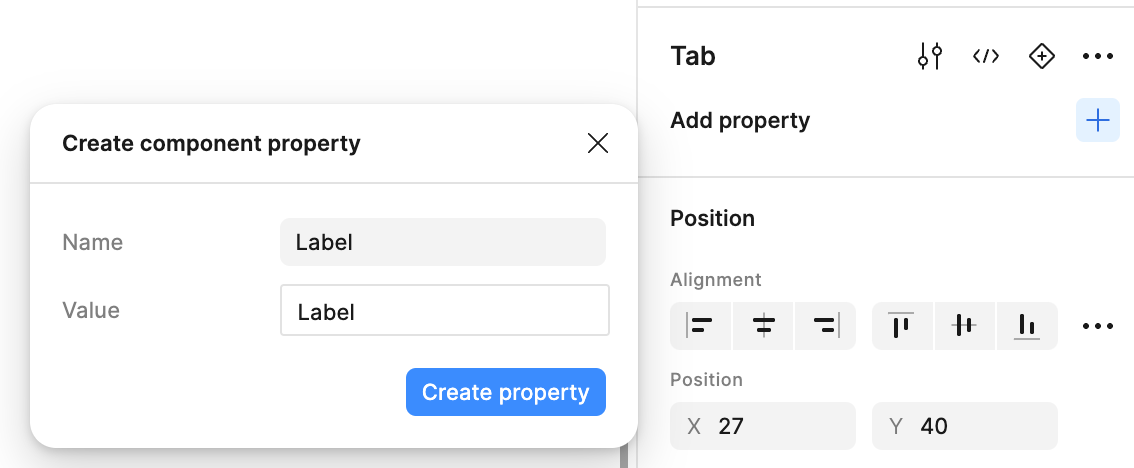 Tab
Add property
Create component property
Name
Label
Value
Label
Create property
Position
Alignment
Position
X 27
Y 40